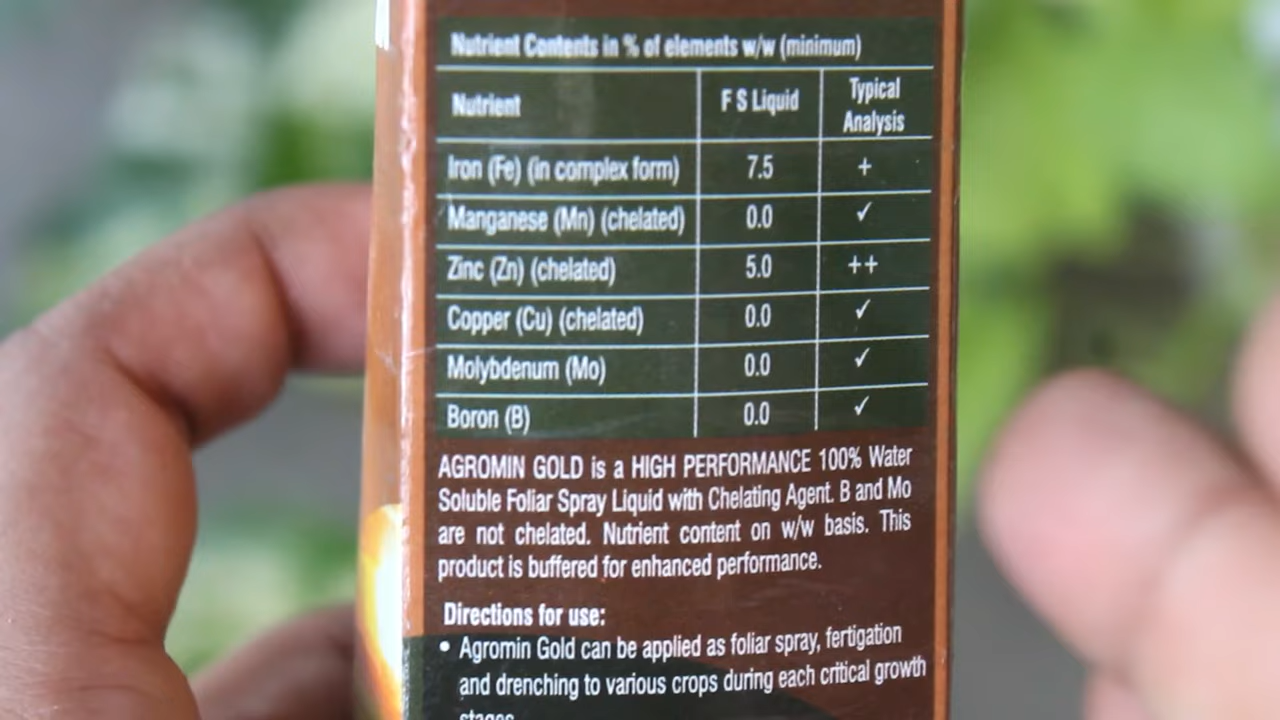 Nutrient Contents in % of elements w/w (minimum)
Nutrient F S Liquid Typical Analysis
Iron (Fe) (in complex form) 7.5 +
Manganese (Mn) (chelated) 0.0 ✓
Zinc (Zn) (chelated) 5.0 ++
Copper (Cu) (chelated) 0.0 ✓
Molybdenum (Mo) 0.0 ✓
Boron (B) 0.0 ✓
AGROMIN GOLD is a HIGH PERFORMANCE 100% Water
Soluble Foliar Spray Liquid with Chelating Agent. B and Mo
are not chelated. Nutrient content on w/w basis. This
product is buffered for enhanced performance.
Directions for use:
• Agromin Gold can be applied as foliar spray, fertigation
and drenching to various crops during each critical growth
stages